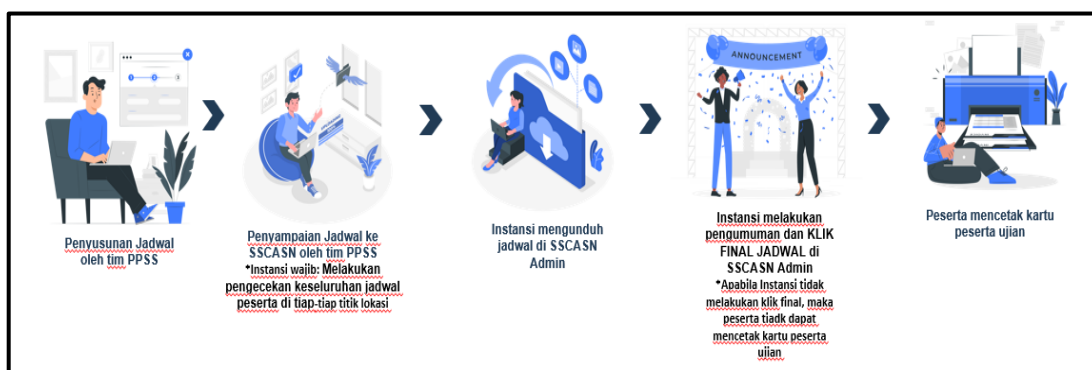 Penyusunan Jadwal
oleh tim PPSS
Penyampaian Jadwal ke
SSCASN oleh tim PPSS
*Instansi wajib: Melakukan
pengecekan keseluruhan jadwal
peserta di tiap-tiap titik lokasi
Instansi mengunduh
jadwal di SSCASN
Admin
ANNOUNCEMENT
Instansi melakukan
pengumuman dan KLIK
FINAL JADWAL di
SSCASN Admin
*Apabila Instansi tidak
melakukan klik final, maka
peserta tiadk dapat
mencetak kartu peserta
ujian
Peserta mencetak kartu
peserta ujian